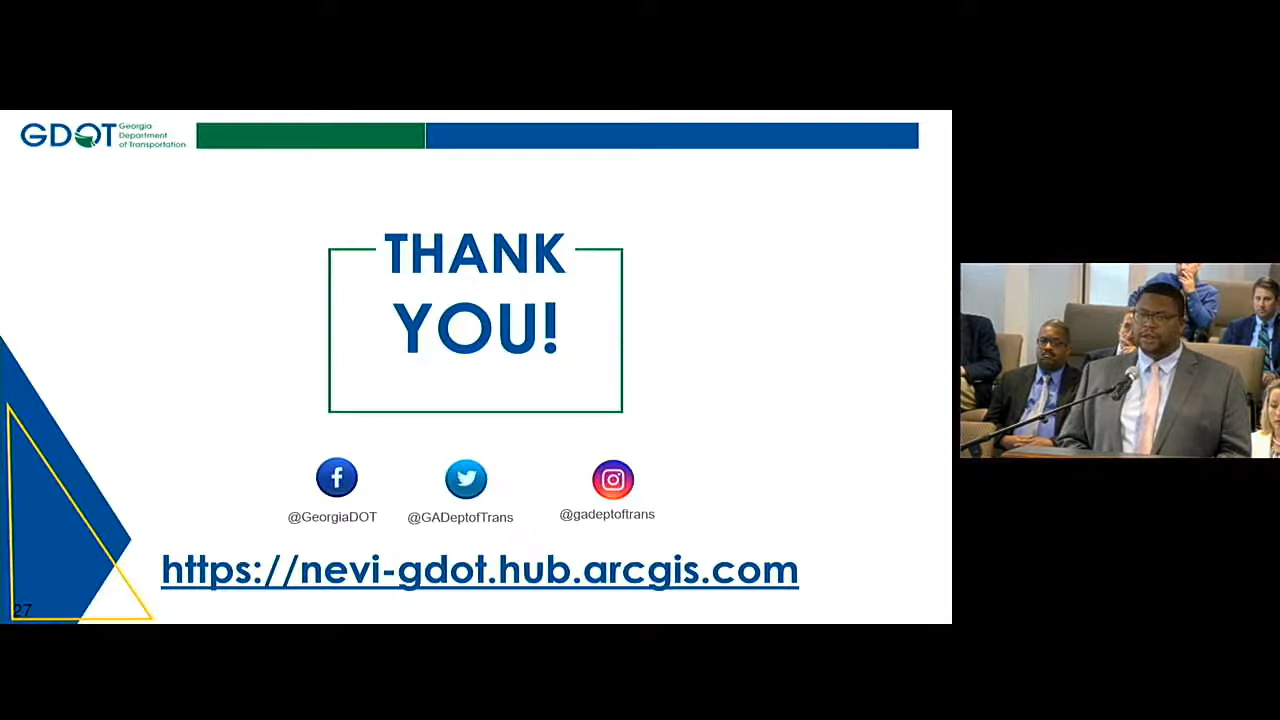 GDOT
Georgia
Department
of Transportation
THANK
YOU!
@GeorgiaDOT
@GADeptofTrans
@gadeptoftrans
https://nevi-gdot.hub.arcgis.com
27